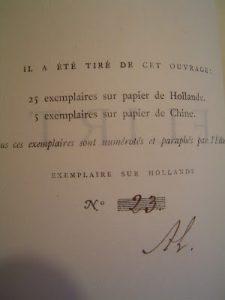 IL A ÉTÉ TIRÉ DE CET OUVRAGE:
25 exemplaires sur papier de Hollande.
5 exemplaires sur papier de Chine.
ces exemplaires sont numérotés et paraphés par
EXEMPLAIRE SUR HOLLANDE
N° 23.